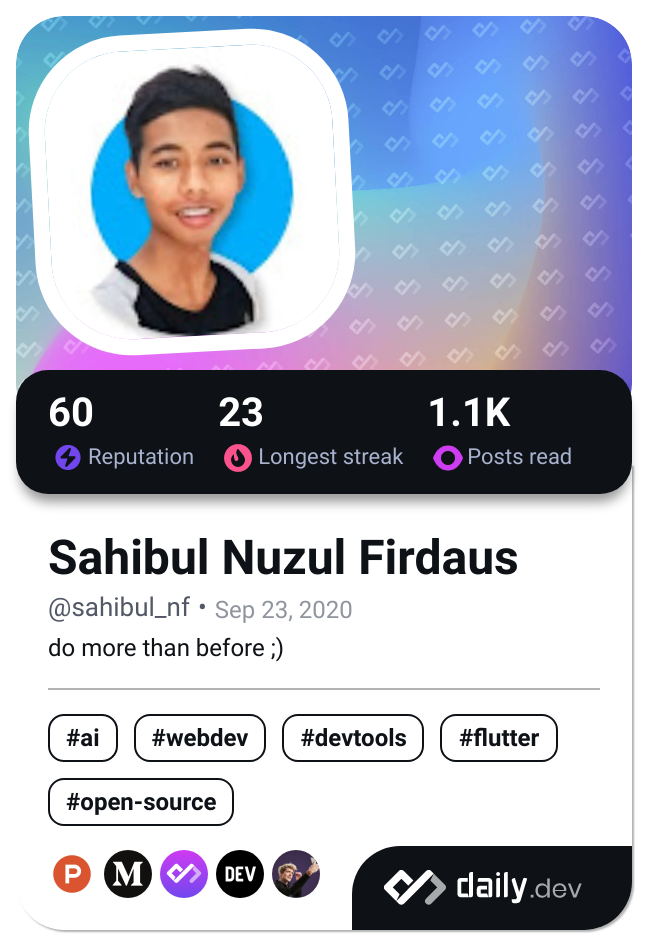 60 23 1.1K
Reputation Longest streak Posts read
Sahibul Nuzul Firdaus
@sahibul_nf • Sep 23, 2020
do more than before ;)
#ai #webdev #devtools #flutter
#open-source
P M DEV
daily.dev